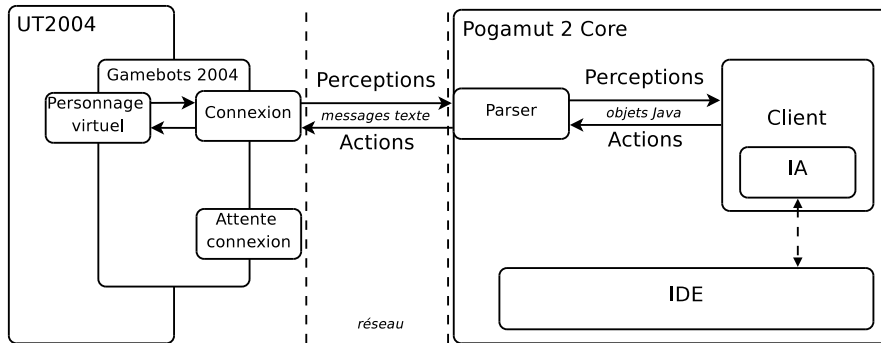 UT2004
Gamebots 2004
Personnage
virtuel
Connexion
Attente
connexion
Perceptions
messages texte
Actions
réseau
Pogamut 2 Core
Parser
Perceptions
objets Java
Actions
Client
IA
IDE